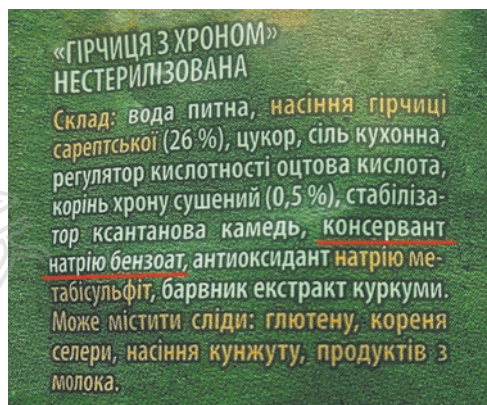 «ГІРЧИЦЯ З ХРОНОМ»
НЕСТЕРИЛІЗОВАНА
Склад: вода питна, насіння гірчиці
сарептської (26 %), цукор, сіль кухонна,
регулятор кислотності оцтова кислота,
корінь хрону сушений (0,5 %), стабіліза-
тор ксантанова камедь, консервант
натрію бензоат, антиоксидант натрію ме-
табісульфіт, барвник екстракт куркуми.
Може містити сліди: глютену, кореня
селери, насіння кунжуту, продуктів з
молока.